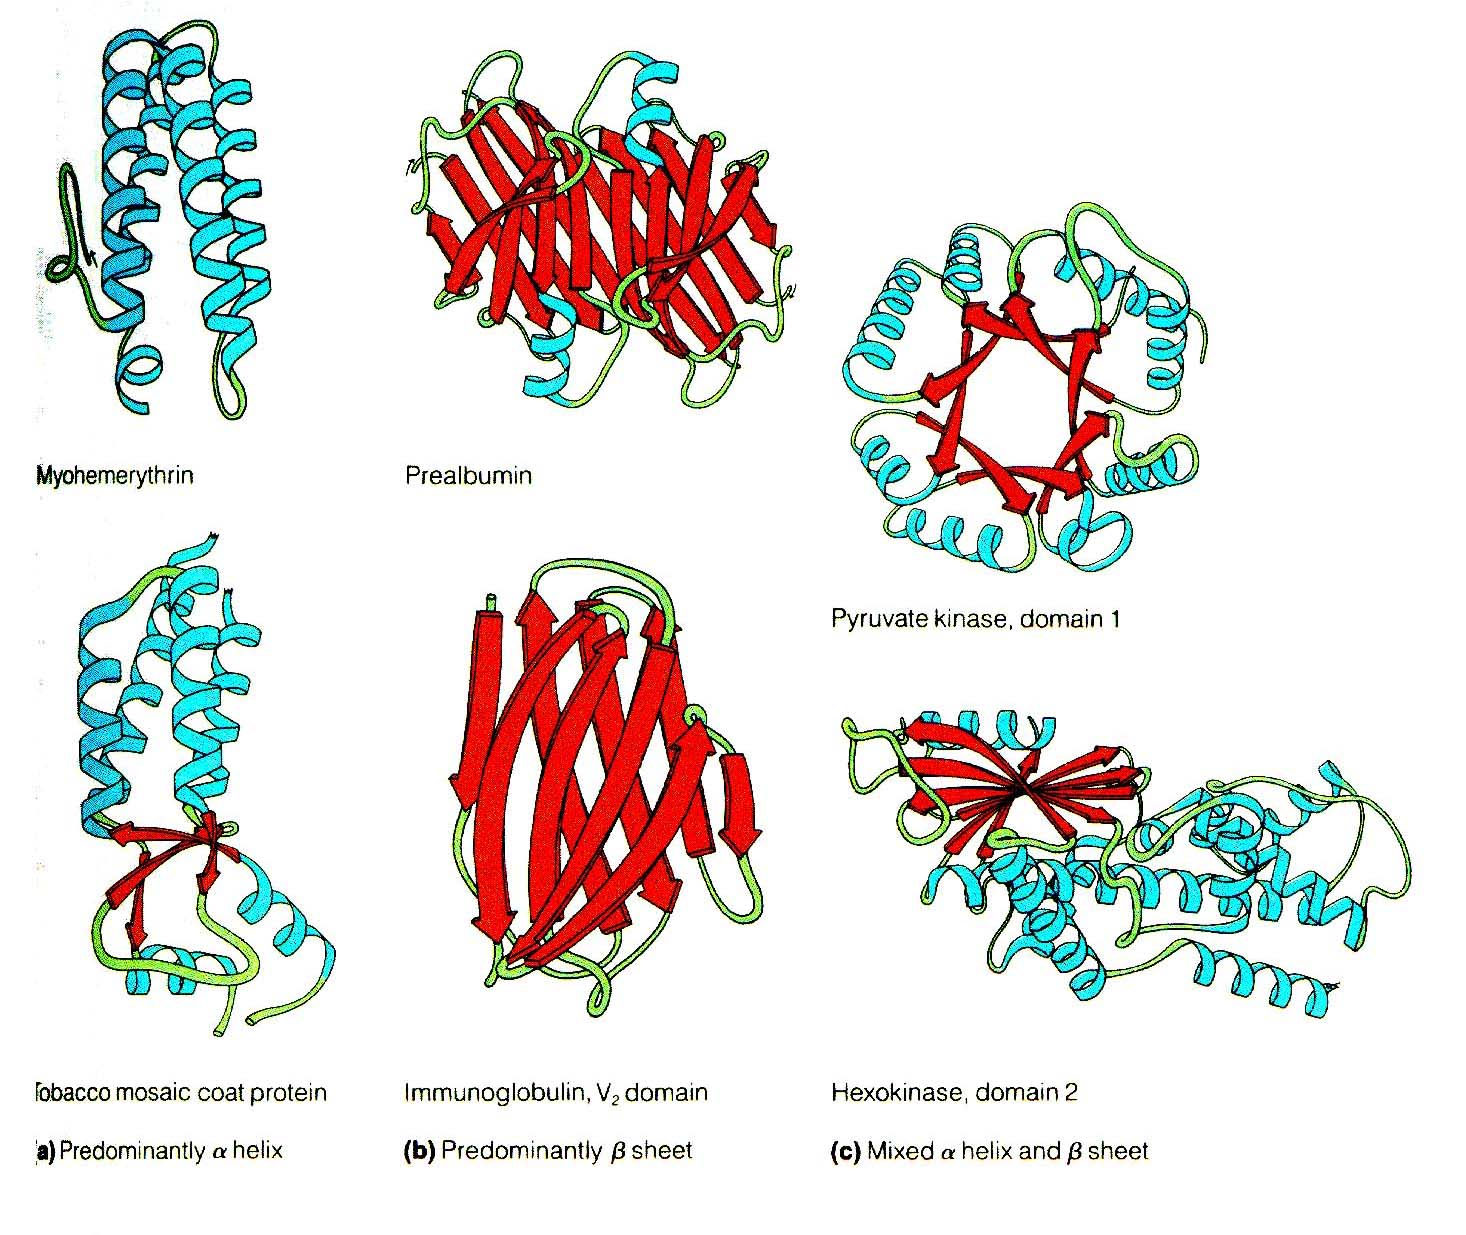 Myohemerythrin
Prealbumin
Pyruvate kinase, domain 1
Tobacco mosaic coat protein
Immunoglobulin, V₂ domain
Hexokinase, domain 2
a) Predominantly α helix
(b) Predominantly β sheet
(c) Mixed α helix and β sheet